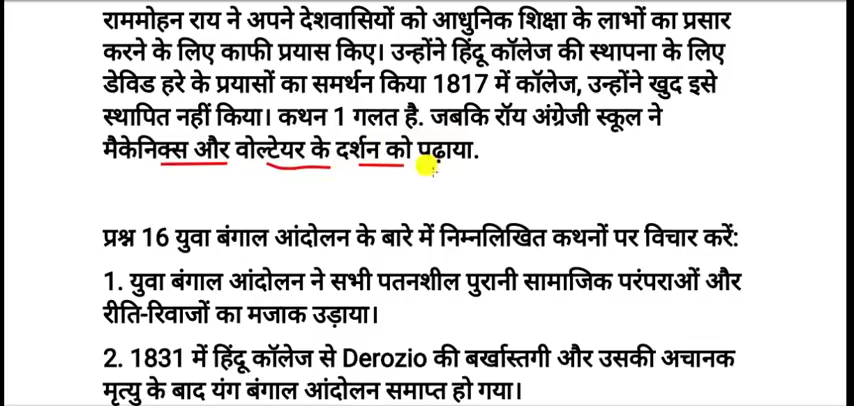 राममोहन राय ने अपने देशवासियों को आधुनिक शिक्षा के लाभों का प्रसार
करने के लिए काफी प्रयास किए। उन्होंने हिंदू कॉलेज की स्थापना के लिए
डेविड हरे के प्रयासों का समर्थन किया 1817 में कॉलेज, उन्होंने खुद इसे
स्थापित नहीं किया। कथन 1 गलत है. जबकि रॉय अंग्रेजी स्कूल ने
मैकेनिक्स और वोल्टेयर के दर्शन को पढ़ाया.
प्रश्न 16 युवा बंगाल आंदोलन के बारे में निम्नलिखित कथनों पर विचार करें:
1. युवा बंगाल आंदोलन ने सभी पतनशील पुरानी सामाजिक परंपराओं और
रीति-रिवाजों का मजाक उड़ाया।
2. 1831 में हिंदू कॉलेज से Derozio की बर्खास्तगी और उसकी अचानक
मृत्यु के बाद यंग बंगाल आंदोलन समाप्त हो गया।